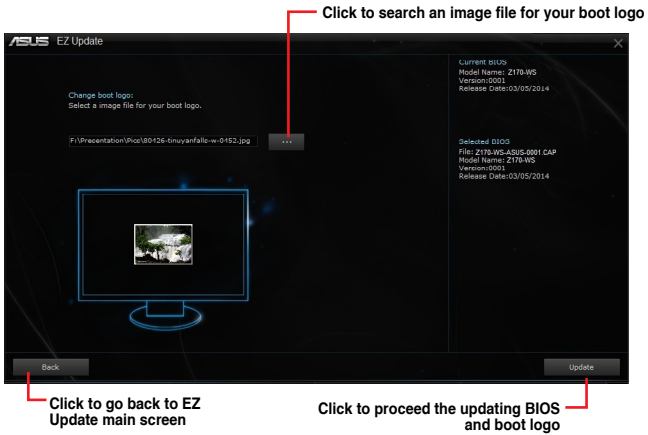 Click to search an image file for your boot logo
ASUS EZ Update
Change boot logo:
Select a image file for your boot logo.
F:\Precentation\Picc\80426-tinuyanfallc-w-0452.jpg
...
Current BIOS
Model Name: Z170-WS
Version:0001
Release Date:03/05/2014
Selected BIOS
File: Z170-WS-ASUS-0001.CAP
Model Name: Z170-WS
Version:0001
Release Date:03/05/2014
Back
Update
Click to go back to EZ
Update main screen
Click to proceed the updating BIOS
and boot logo